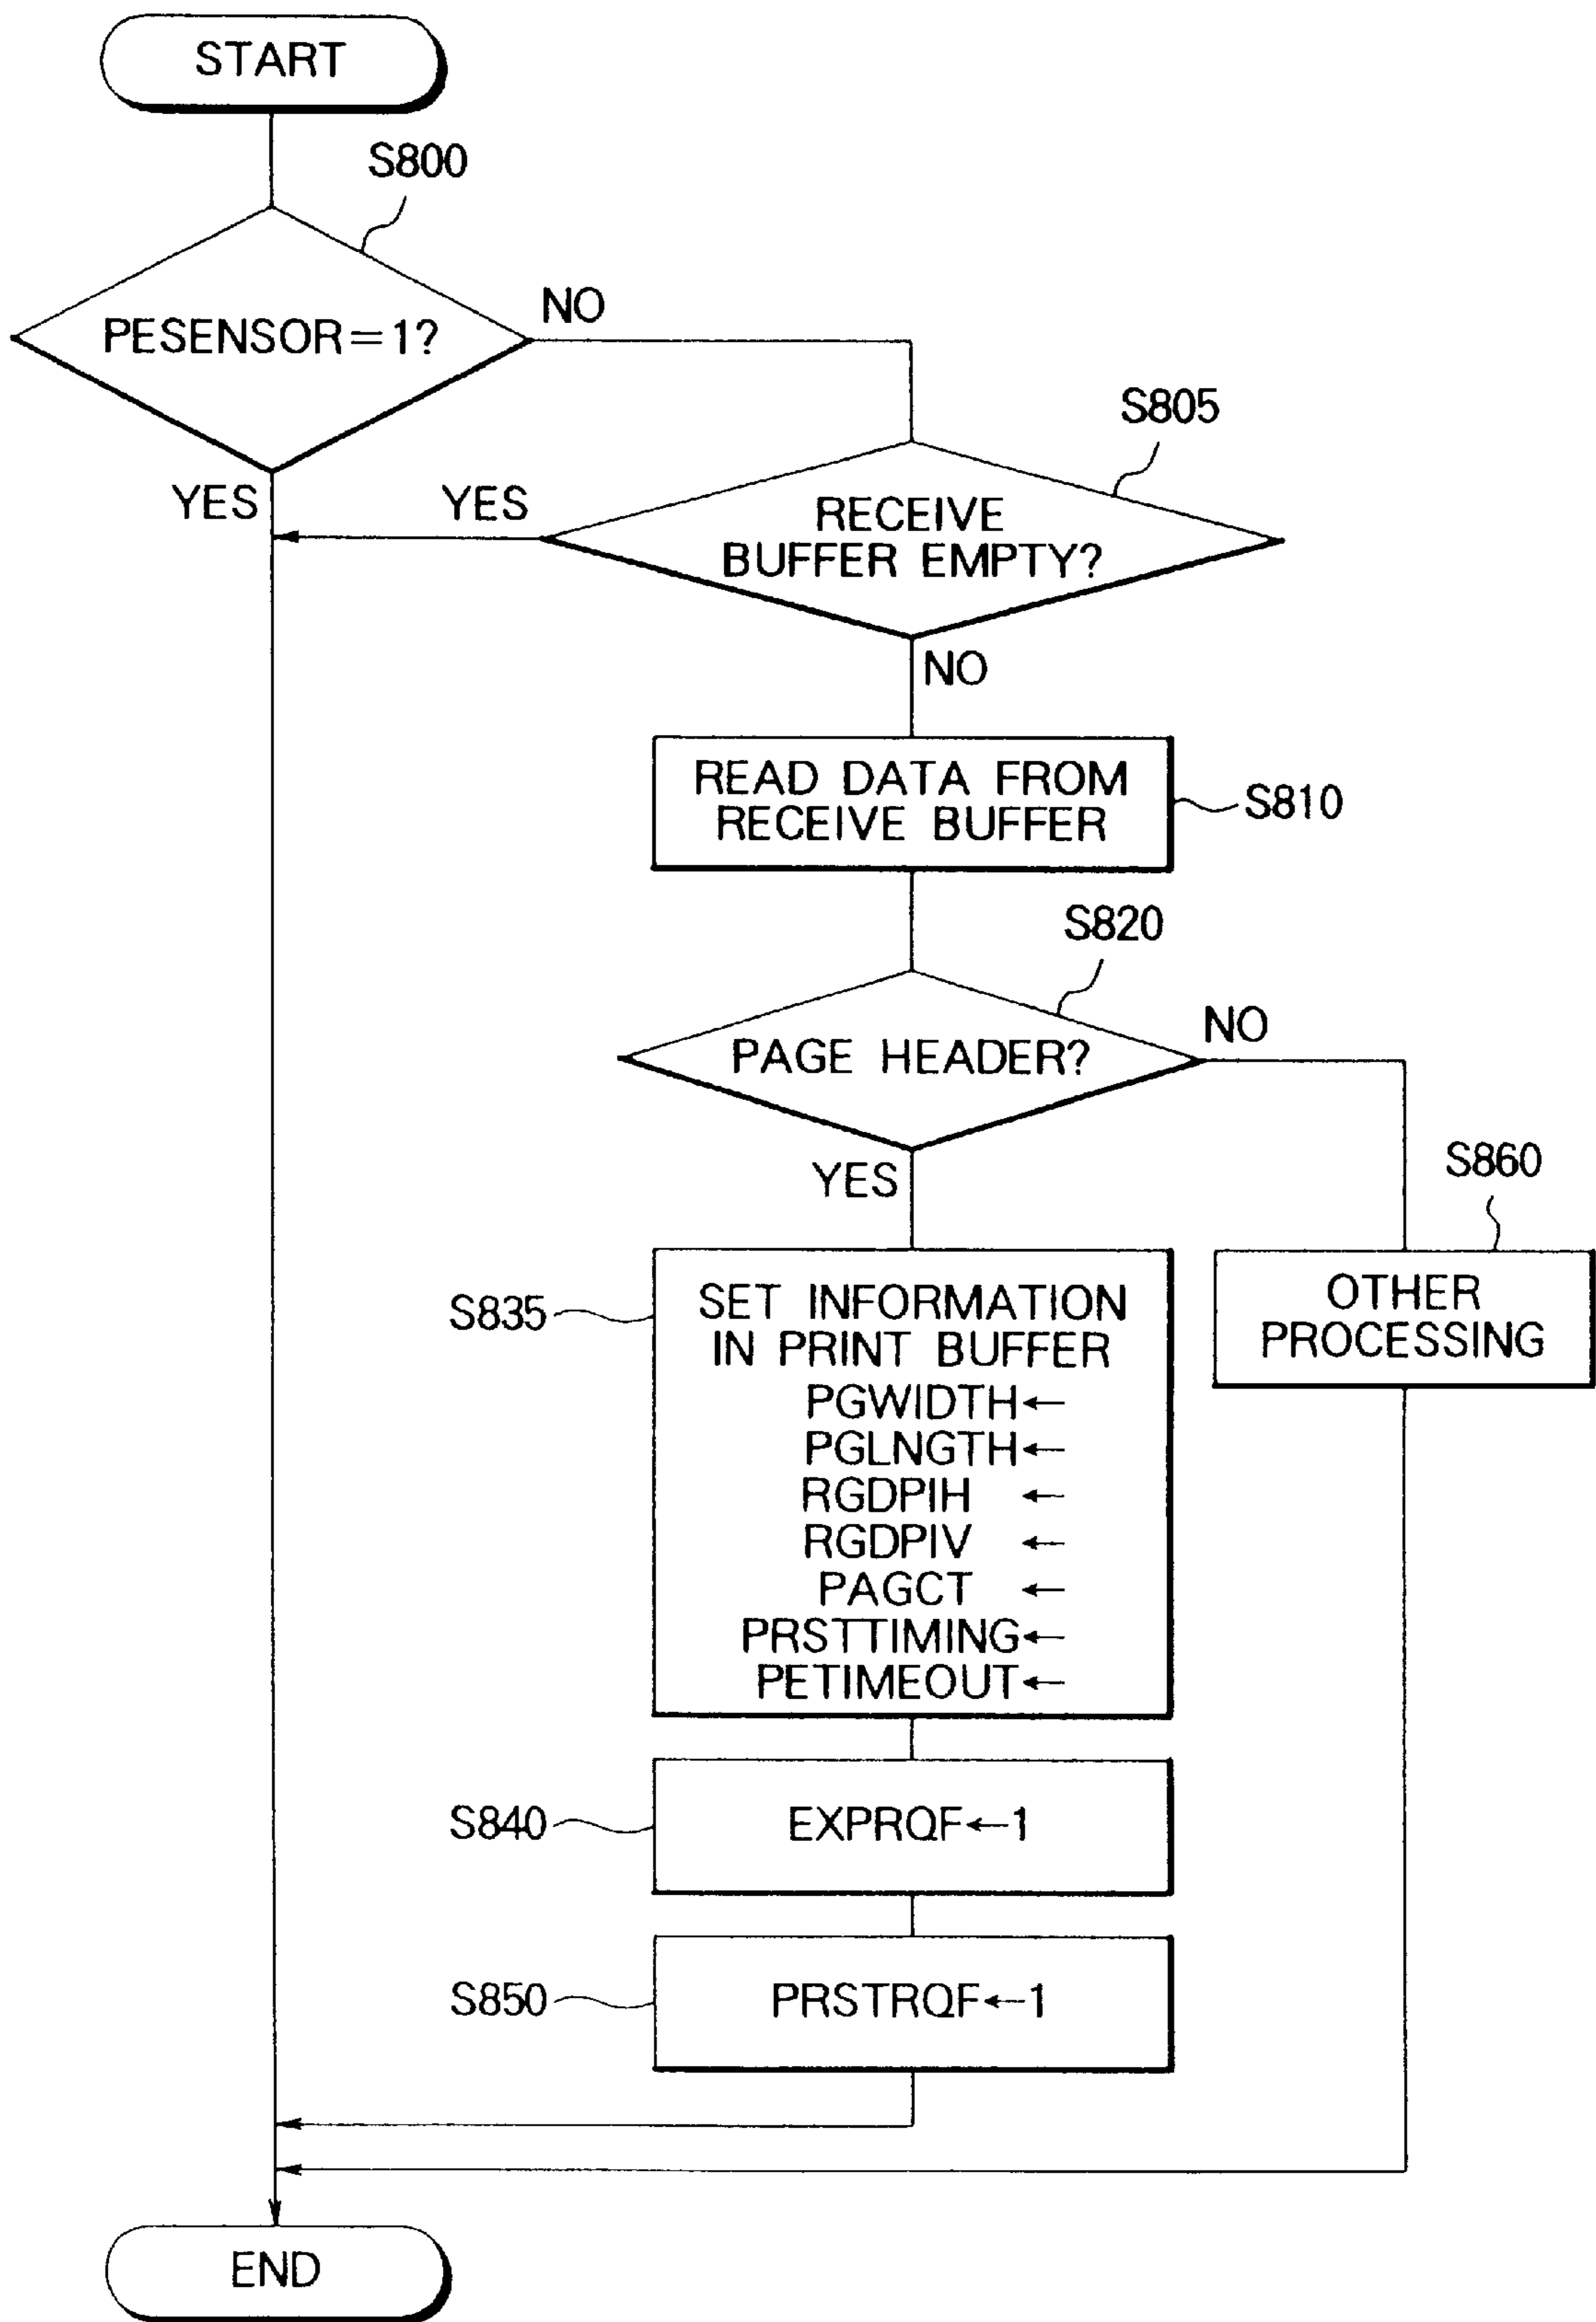 START
S800
PESENSOR=1?
NO
YES
S805
YES
RECEIVE
BUFFER EMPTY?
NO
READ DATA FROM
RECEIVE BUFFER
S810
S820
PAGE HEADER?
NO
YES
S860
OTHER
PROCESSING
S835
SET INFORMATION
IN PRINT BUFFER
PGWIDTH←
PGLNGTH←
RGDPIH ←
RGDPIV ←
PAGCT ←
PRSTTIMING←
PETIMEOUT←
S840
EXPRQF←1
S850
PRSTRQF←1
END